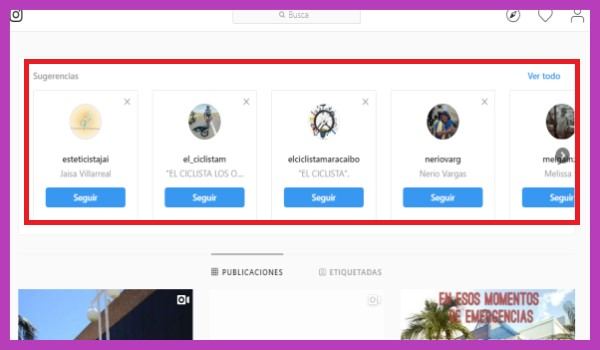 Busca
Sugerencias
Ver todo
esteticistajai
Jaisa Villarreal
Seguir
el_ciclistam
"EL CICLISTA LOS O...
Seguir
elciclistamaracaibo
"EL CICLISTA".
Seguir
neriovarg
Nerio Vargas
Seguir
Melissa
Seguir
PUBLICACIONES
ETIQUETADAS
EN ESOS MOMENTOS
DE EMERGENCIAS